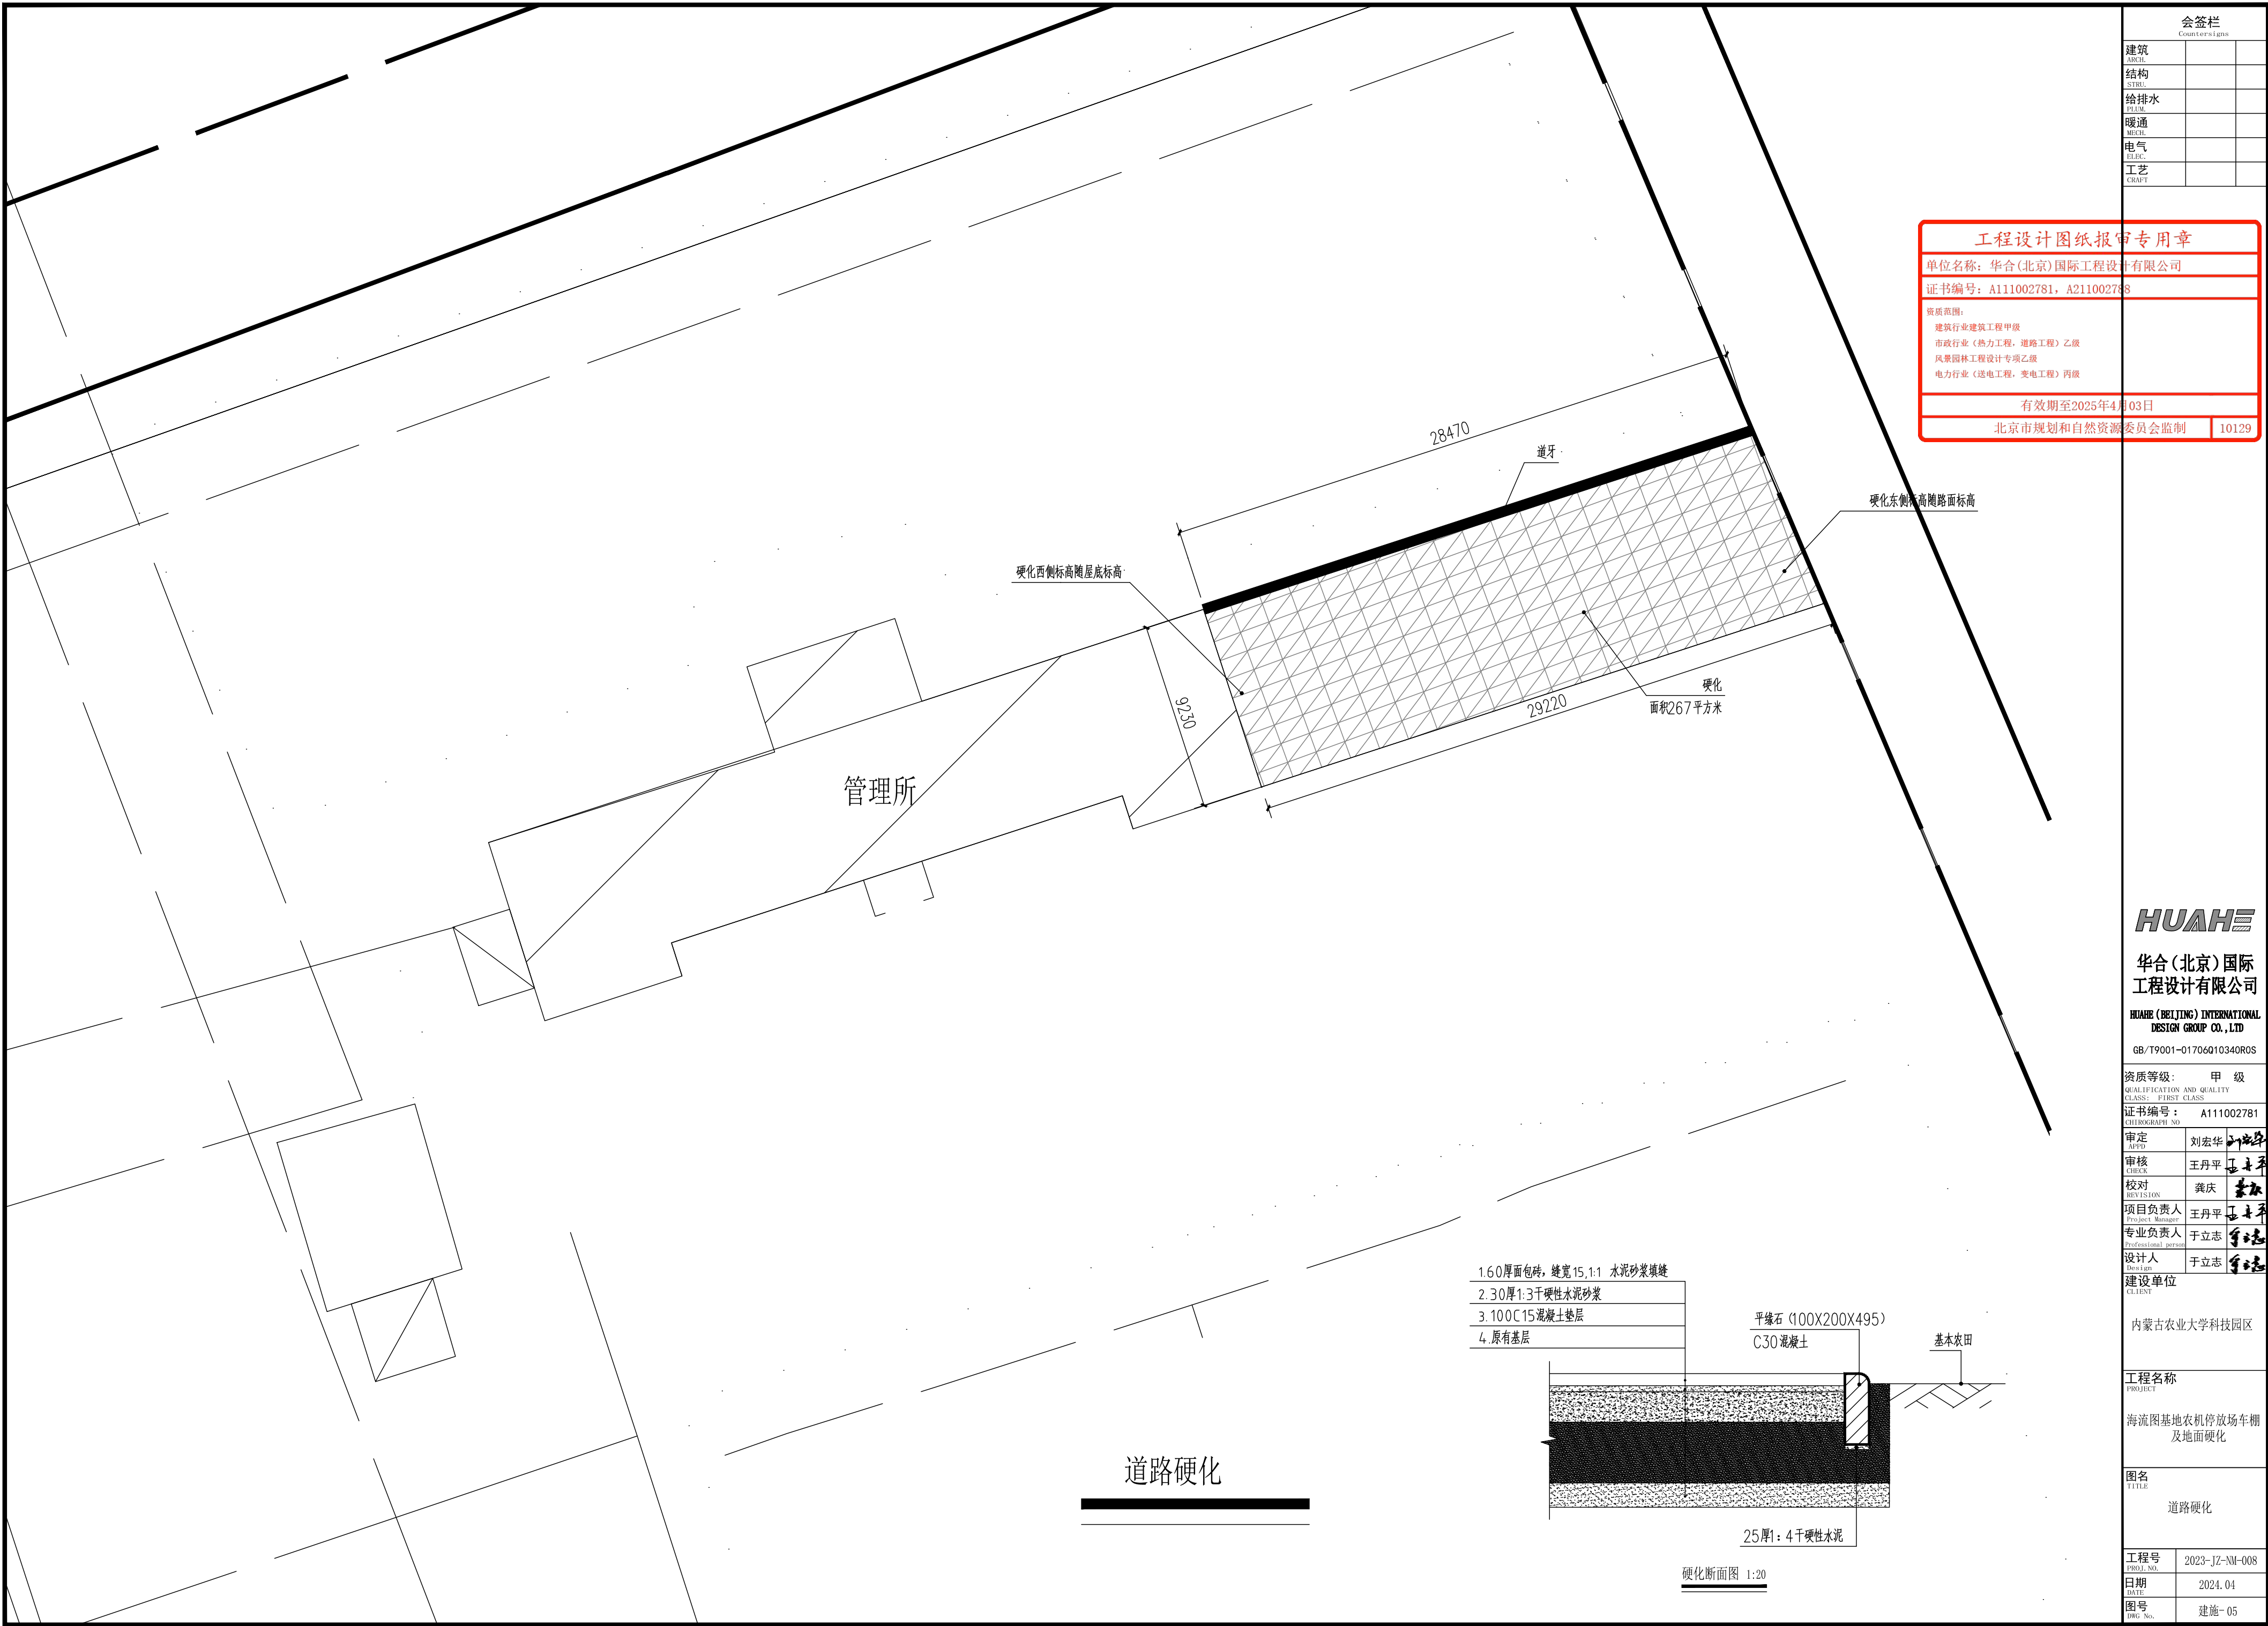 28470
道牙
硬化东侧标高随路面标高
硬化西侧标高随屋底标高
9230
硬化
面积267平方米
29220
管理所
1.60厚面包砖，缝宽15,1:1 水泥砂浆填缝
2.30厚1:3干硬性水泥砂浆
3.100C15混凝土垫层
4.原有基层
平缘石（100X200X495）
C30混凝土
基本农田
25厚1：4干硬性水泥
硬化断面图 1:20
道路硬化
会签栏
Countersigns
建筑
ARCH.
结构
STRU.
给排水
PLUM.
暖通
MECH.
电气
ELEC.
工艺
CRAFT
工程设计图纸报审专用章
单位名称：华合(北京)国际工程设计有限公司
证书编号：A111002781，A211002788
资质范围：
建筑行业建筑工程甲级
市政行业（热力工程，道路工程）乙级
风景园林工程设计专项乙级
电力行业（送电工程，变电工程）丙级
有效期至2025年4月03日
北京市规划和自然资源委员会监制 10129
HUAHE
华合（北京）国际
工程设计有限公司
HUAHE (BEIJING) INTERNATIONAL
DESIGN GROUP CO.,LTD
GB/T9001-01706Q10340R0S
资质等级： 甲 级
QUALIFICATION AND QUALITY
CLASS: FIRST CLASS
证书编号： A111002781
CHIROGRAPH NO
审定 刘宏华 刘宏华
APPD
审核 王丹平 王丹平
CHECK
校对 龚庆 龚庆
REVISION
项目负责人 王丹平 王丹平
Project Manager
专业负责人 于立志 于立志
Professional person
设计人 于立志 于立志
Design
建设单位
CLIENT
内蒙古农业大学科技园区
工程名称
PROJECT
海流图基地农机停放场车棚
及地面硬化
图名
TITLE
道路硬化
工程号 2023-JZ-NM-008
PROJ. NO.
日期 2024.04
DATE
图号 建施-05
DWG No.